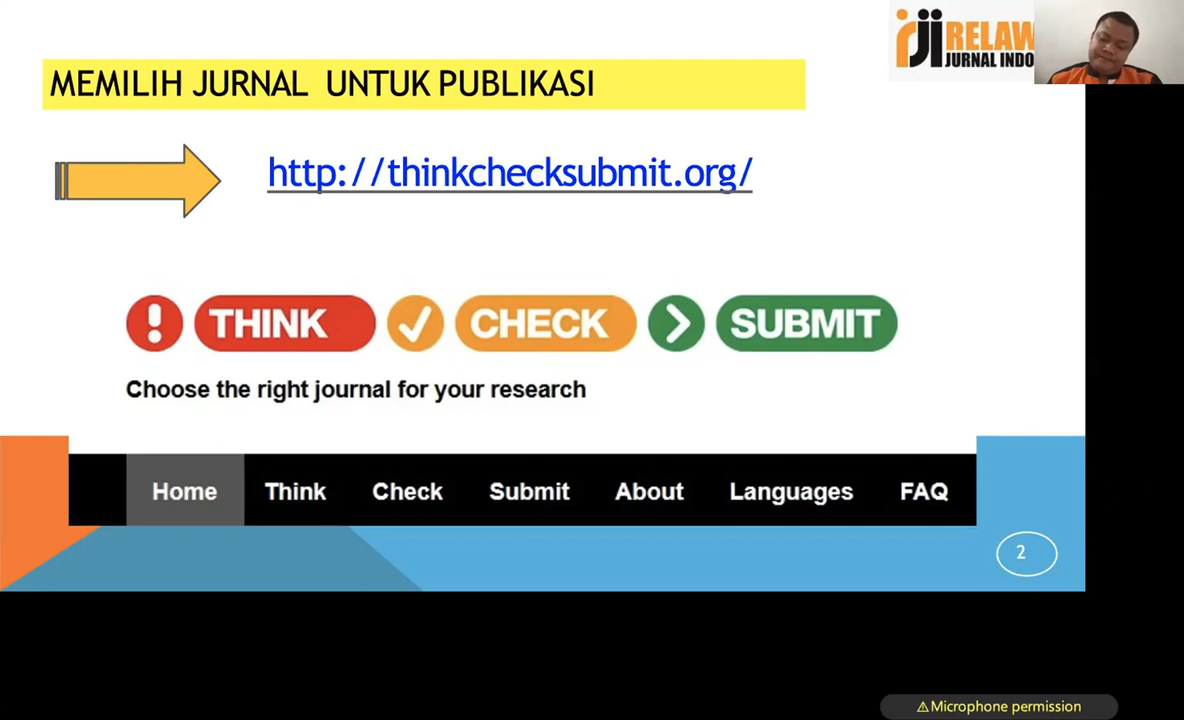 RELAW
JURNAL INDO
MEMILIH JURNAL UNTUK PUBLIKASI
http://thinkchecksubmit.org/
! THINK ✓ CHECK > SUBMIT
Choose the right journal for your research
Home Think Check Submit About Languages FAQ
2
⚠Microphone permission